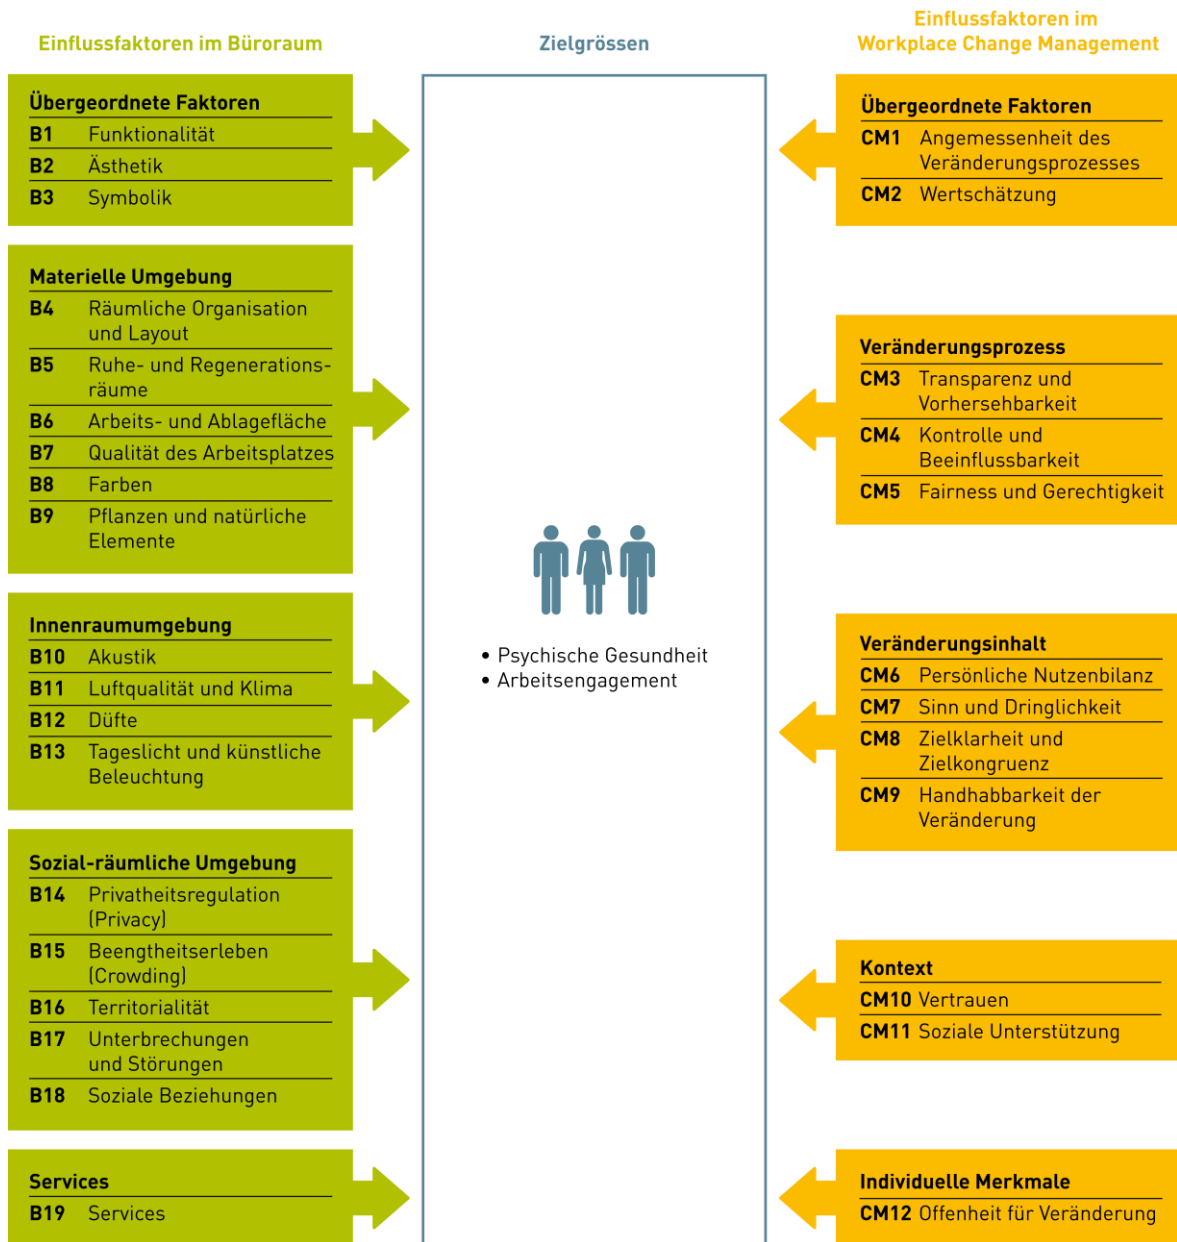 Einflussfaktoren im Büroraum
Übergeordnete Faktoren
B1 Funktionalität
B2 Ästhetik
B3 Symbolik
Materielle Umgebung
B4 Räumliche Organisation
und Layout
B5 Ruhe- und Regenerations-
räume
B6 Arbeits- und Ablagefläche
B7 Qualität des Arbeitsplatzes
B8 Farben
B9 Pflanzen und natürliche
Elemente
Innenraumumgebung
B10 Akustik
B11 Luftqualität und Klima
B12 Düfte
B13 Tageslicht und künstliche
Beleuchtung
Sozial-räumliche Umgebung
B14 Privatheitsregulation
(Privacy)
B15 Beengtheitserleben
(Crowding)
B16 Territorialität
B17 Unterbrechungen
und Störungen
B18 Soziale Beziehungen
Services
B19 Services
Zielgrössen
• Psychische Gesundheit
• Arbeitsengagement
Einflussfaktoren im
Workplace Change Management
Übergeordnete Faktoren
CM1 Angemessenheit des
Veränderungsprozesses
CM2 Wertschätzung
Veränderungsprozess
CM3 Transparenz und
Vorhersehbarkeit
CM4 Kontrolle und
Beeinflussbarkeit
CM5 Fairness und Gerechtigkeit
Veränderungsinhalt
CM6 Persönliche Nutzenbilanz
CM7 Sinn und Dringlichkeit
CM8 Zielklarheit und
Zielkongruenz
CM9 Handhabbarkeit der
Veränderung
Kontext
CM10 Vertrauen
CM11 Soziale Unterstützung
Individuelle Merkmale
CM12 Offenheit für Veränderung